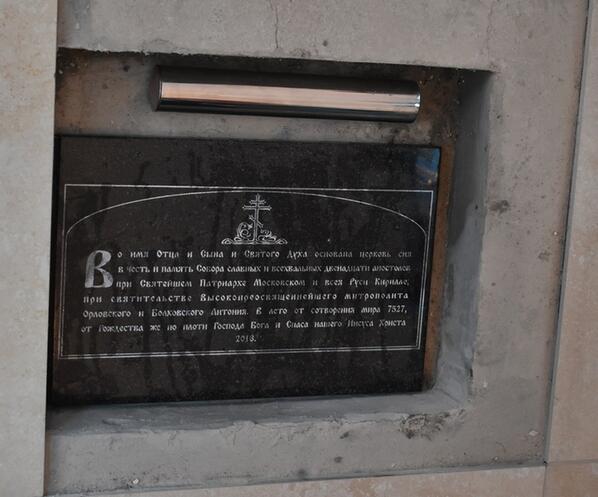 Во имя Отца и Сына и Святого Духа основана церковь сия
в честь и память Собора славных и всехвальных двенадцати апостолов
при Святейшем Патриархе Московском и всея Руси Кирилле,
при святительстве Высокопреосвященнейшего митрополита
Орловского и Болховского Антония. В лето от сотворения мира 7527,
от Рождества же по плоти Господа Бога и Спаса нашего Иисуса Христа
2018.